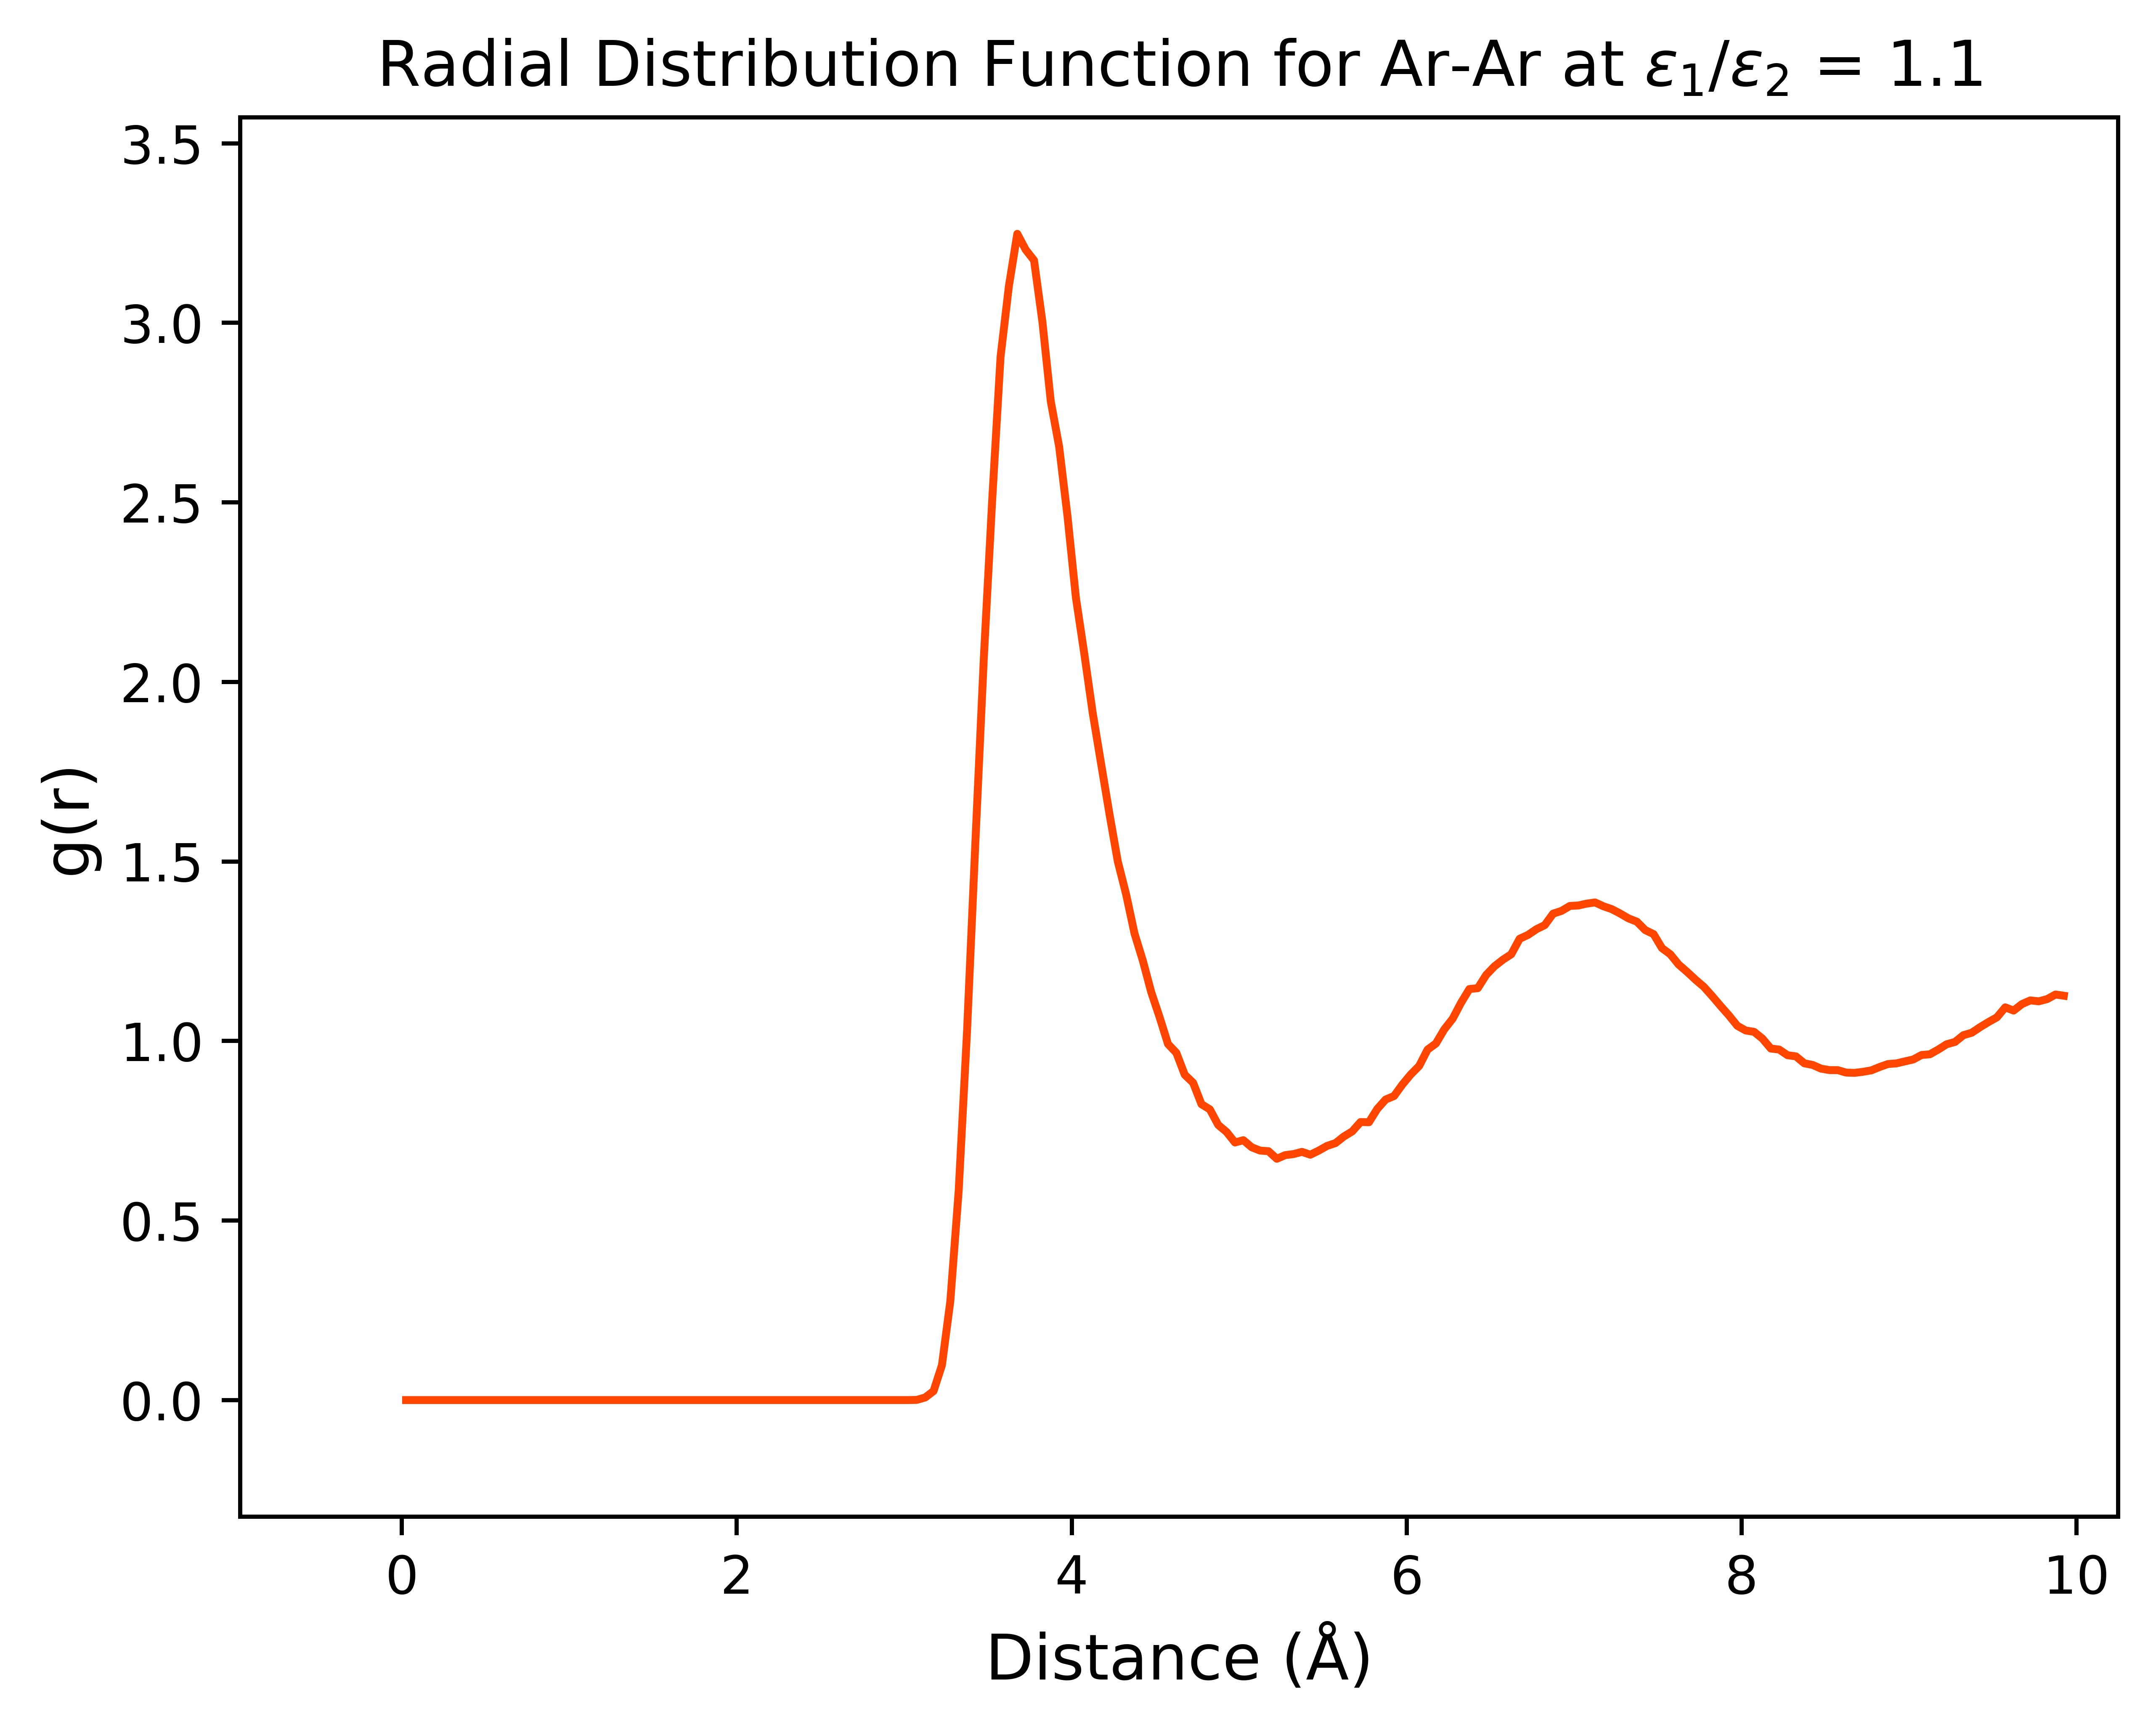 Radial Distribution Function for Ar-Ar at ε₁/ε₂ = 1.1
g(r)
3.5
3.0
2.5
2.0
1.5
1.0
0.5
0.0
0 2 4 6 8 10
Distance (Å)